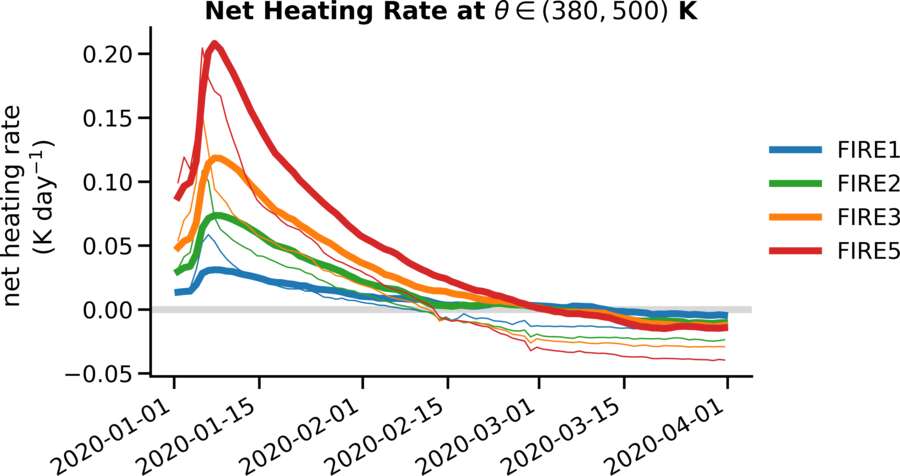 Net Heating Rate at θ ∈ (380, 500) K
net heating rate
(K day⁻¹)
0.20
0.15
0.10
0.05
0.00
−0.05
2020-01-01
2020-01-15
2020-02-01
2020-02-15
2020-03-01
2020-03-15
2020-04-01
FIRE1
FIRE2
FIRE3
FIRE5